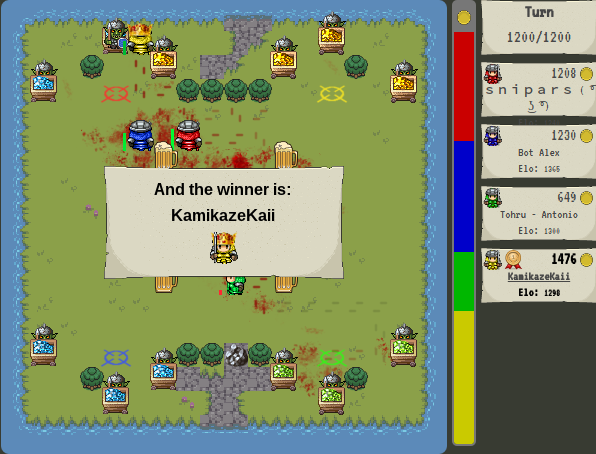 And the winner is:
KamikazeKaii
Turn
1200/1200
1208
s n i p a r s ( ͡°
͜ʖ ͡°)
1230
Bot Alex
Elo: 1365
649
Tohru - Antonio
Elo: 1300
1476
KamikazeKaii
Elo: 1290